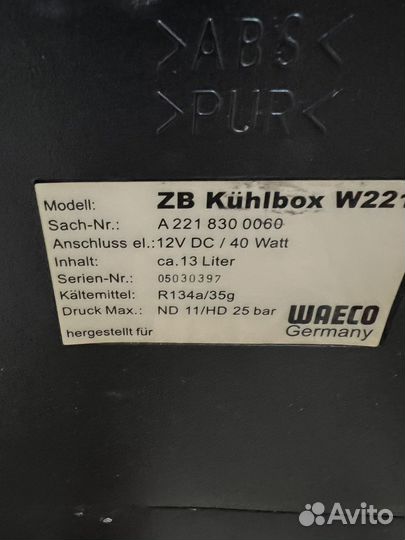 >ABS<
>PUR<
Modell: ZB Kühlbox W221
Sach-Nr.: A 221 830 0060
Anschluss el.: 12V DC / 40 Watt
Inhalt: ca. 13 Liter
Serien-Nr. 05030397
Kältemittel: R134a/35g
Druck Max.: ND 11/HD 25 bar
hergestellt für WAECO
Germany
Avito